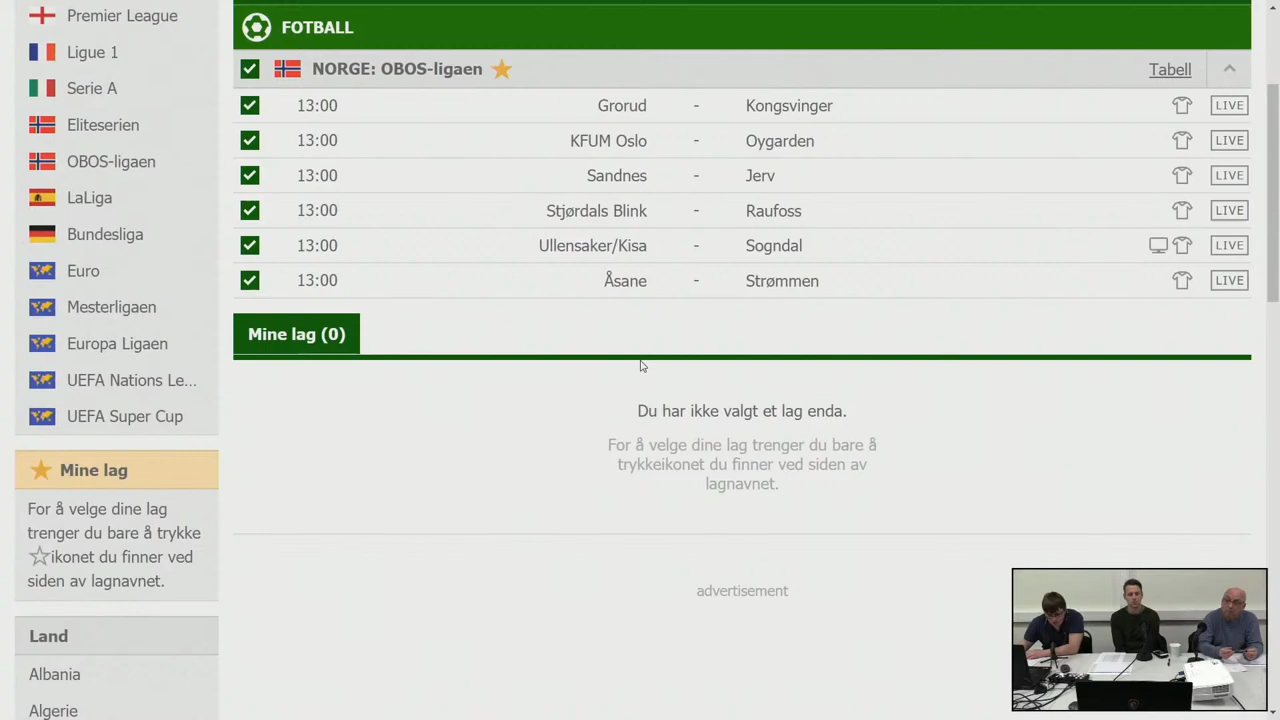 Premier League
Ligue 1
Serie A
Eliteserien
OBOS-ligaen
LaLiga
Bundesliga
Euro
Mesterligaen
Europa Ligaen
UEFA Nations Le...
UEFA Super Cup
Mine lag
For å velge dine lag
trenger du bare å trykke
ikonet du finner ved
siden av lagnavnet.
Land
Albania
Algerie
FOTBALL
NORGE: OBOS-ligaen Tabell
13:00 Grorud - Kongsvinger LIVE
13:00 KFUM Oslo - Oygarden LIVE
13:00 Sandnes - Jerv LIVE
13:00 Stjørdals Blink - Raufoss LIVE
13:00 Ullensaker/Kisa - Sogndal LIVE
13:00 Åsane - Strømmen LIVE
Mine lag (0)
Du har ikke valgt et lag enda.
For å velge dine lag trenger du bare å
trykkeikonet du finner ved siden av
lagnavnet.
advertisement